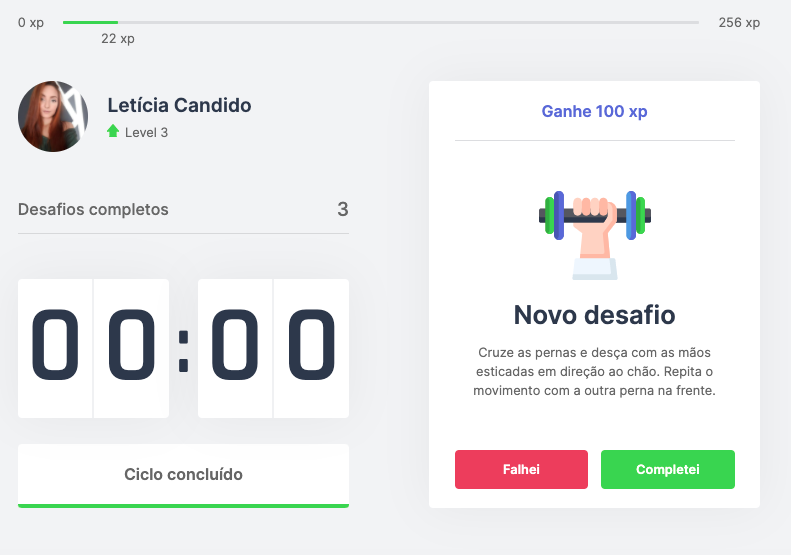 0 xp
256 xp
22 xp
Letícia Candido
Level 3
Desafios completos 3
00:00
Ciclo concluído
Ganhe 100 xp
Novo desafio
Cruze as pernas e desça com as mãos
esticadas em direção ao chão. Repita o
movimento com a outra perna na frente.
Falhei
Completei